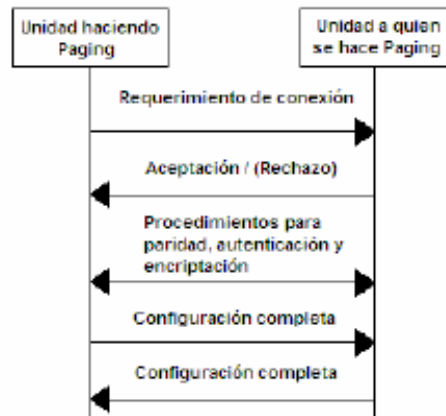 Unidad haciendo
Paging
Unidad a quien
se hace Paging
Requerimiento de conexión
Aceptación / (Rechazo)
Procedimientos para
paridad, autenticación y
encriptación
Configuración completa
Configuración completa